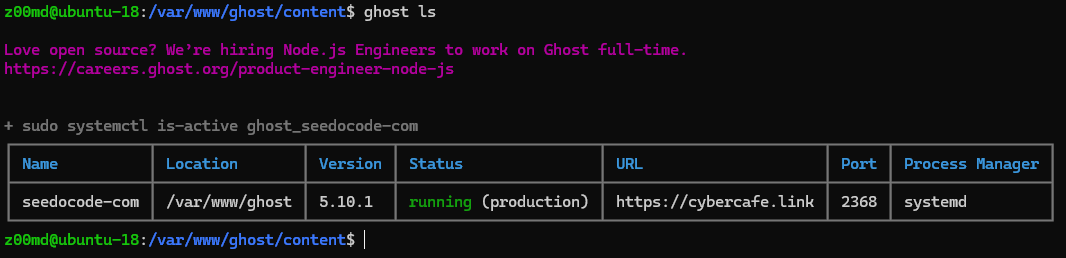 z00md@ubuntu-18:/var/www/ghost/content$ ghost ls
Love open source? We’re hiring Node.js Engineers to work on Ghost full-time.
https://careers.ghost.org/product-engineer-node-js
+ sudo systemctl is-active ghost_seedocode-com
Name Location Version Status URL Port Process Manager
seedocode-com /var/www/ghost 5.10.1 running (production) https://cybercafe.link 2368 systemd
z00md@ubuntu-18:/var/www/ghost/content$